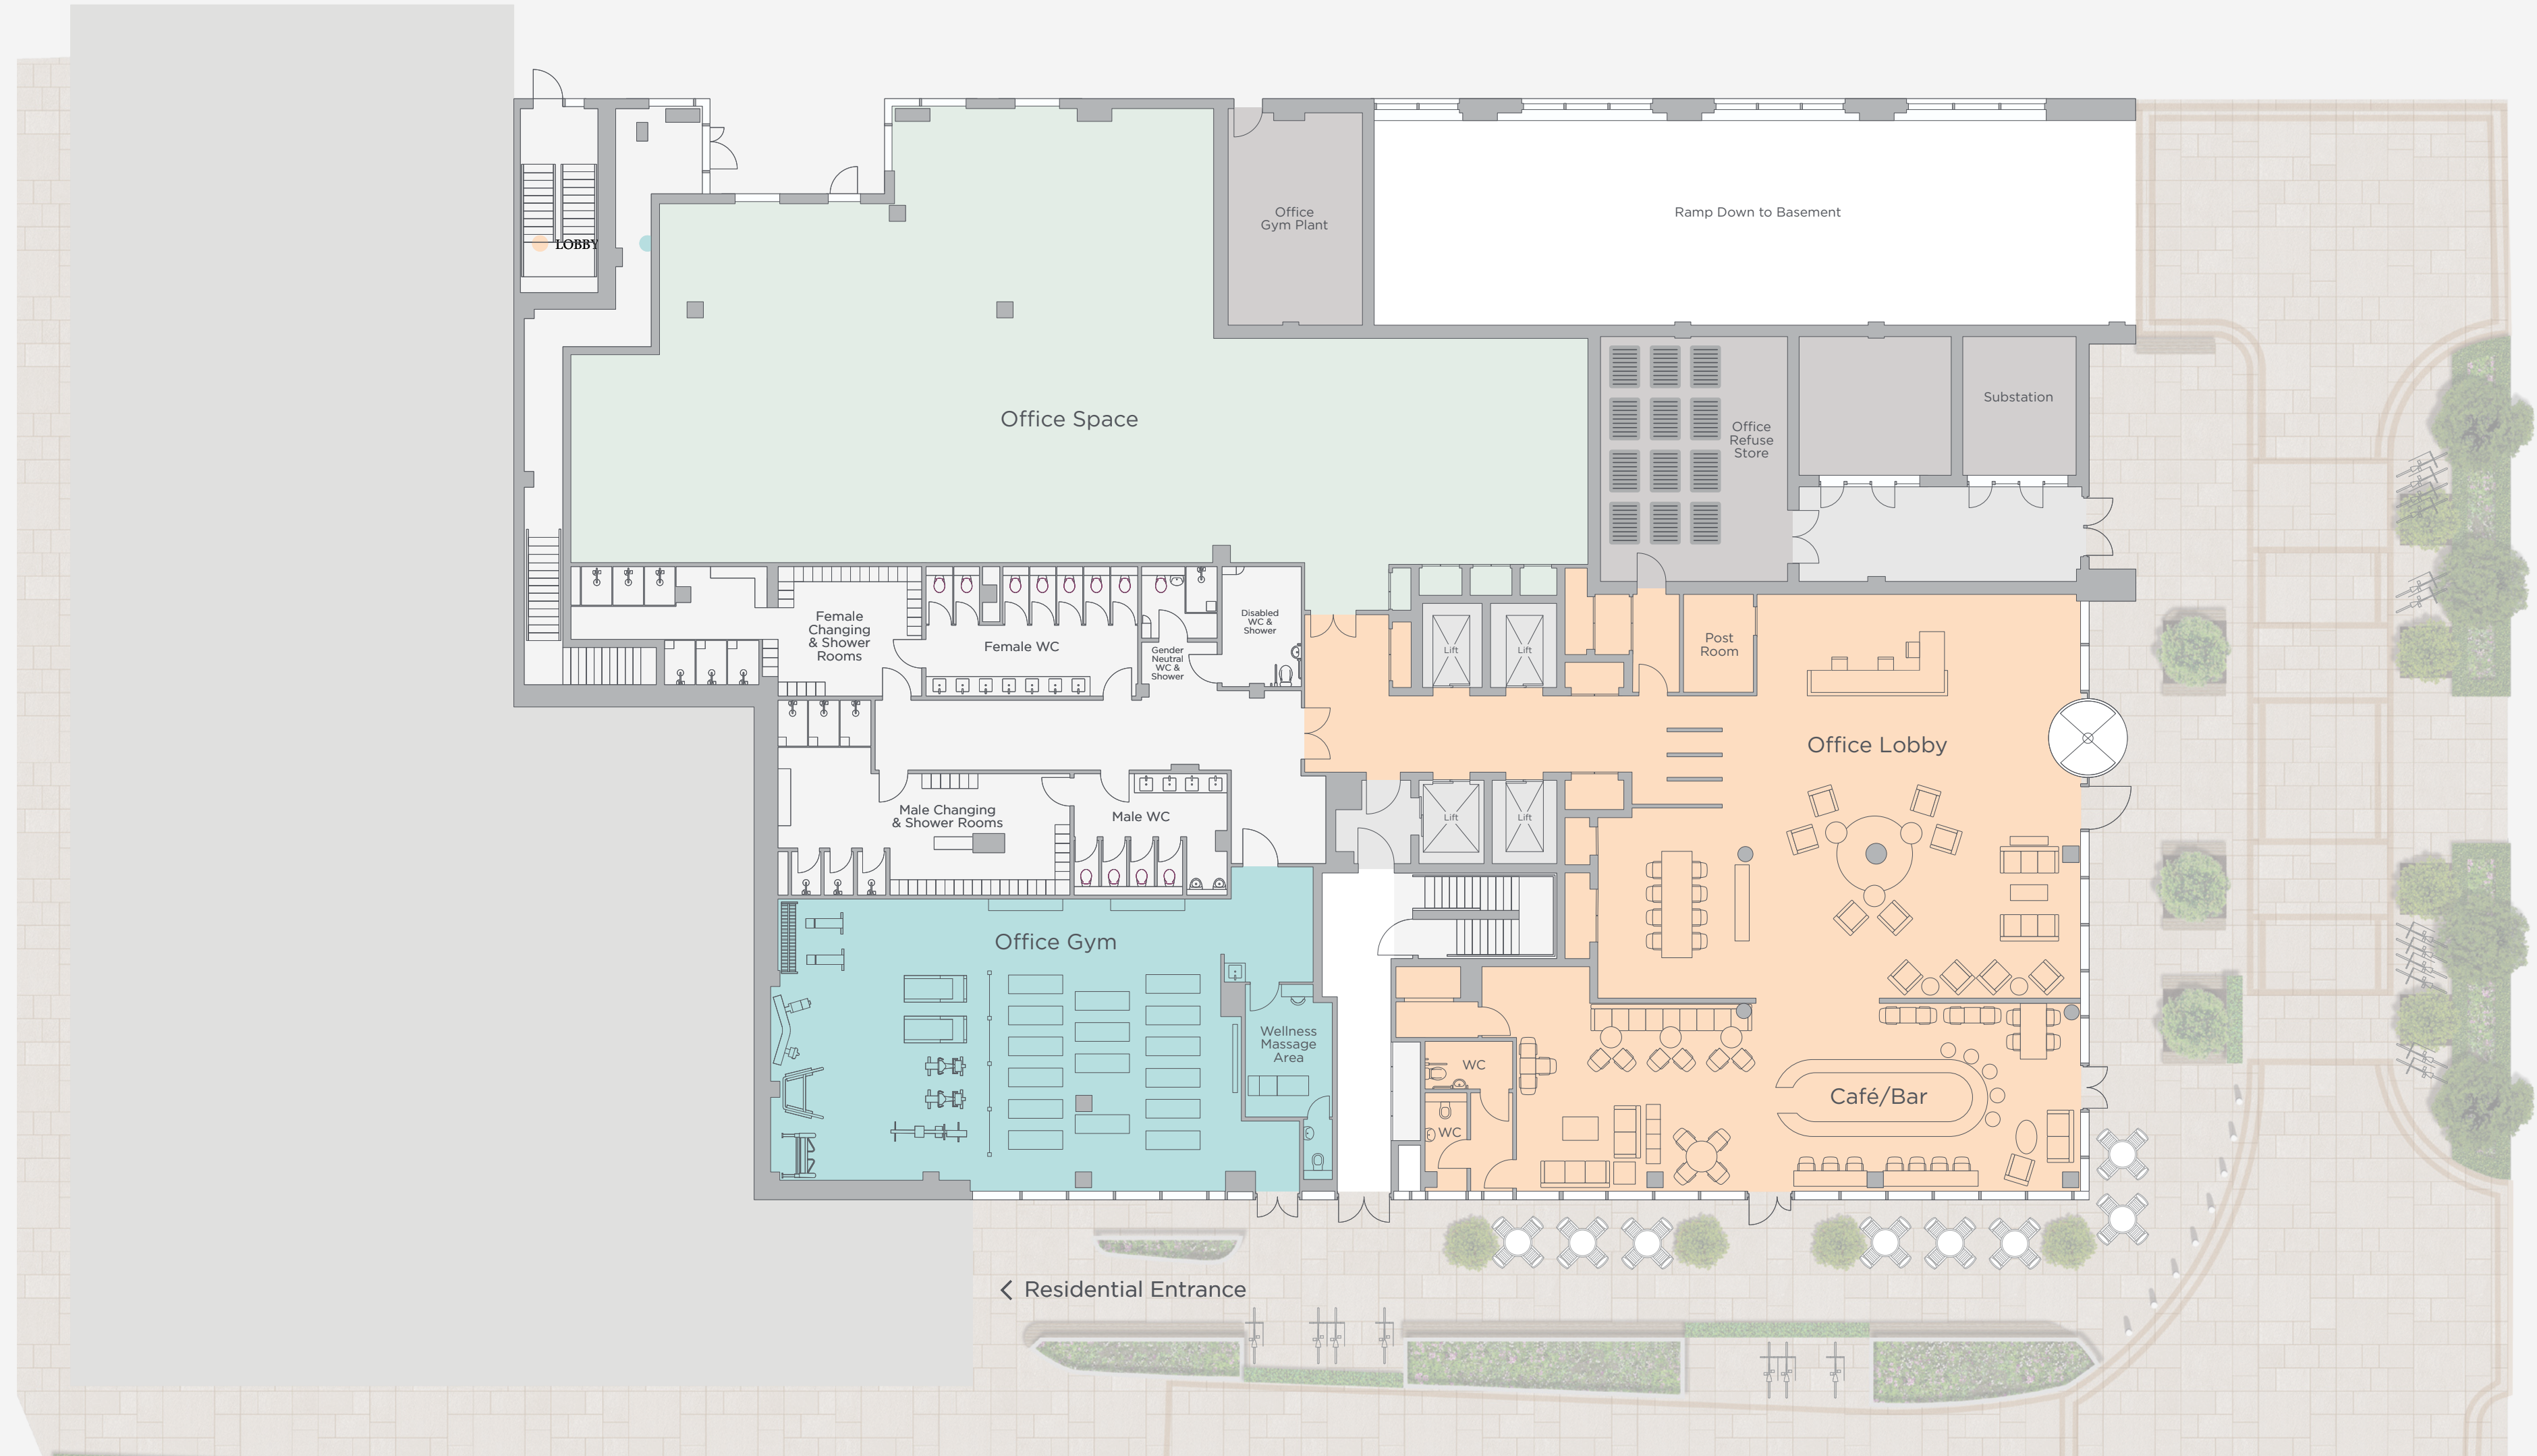 Office
Gym Plant
Ramp Down to Basement
LOBBY
Office Space
Substation
Office
Refuse
Store
Female
Changing
& Shower
Rooms
Female WC
Gender
Neutral
WC &
Shower
Disabled
WC &
Shower
Lift
Lift
Post
Room
Office Lobby
Male Changing
& Shower Rooms
Male WC
Lift
Lift
Office Gym
Wellness
Massage
Area
WC
WC
Café/Bar
< Residential Entrance